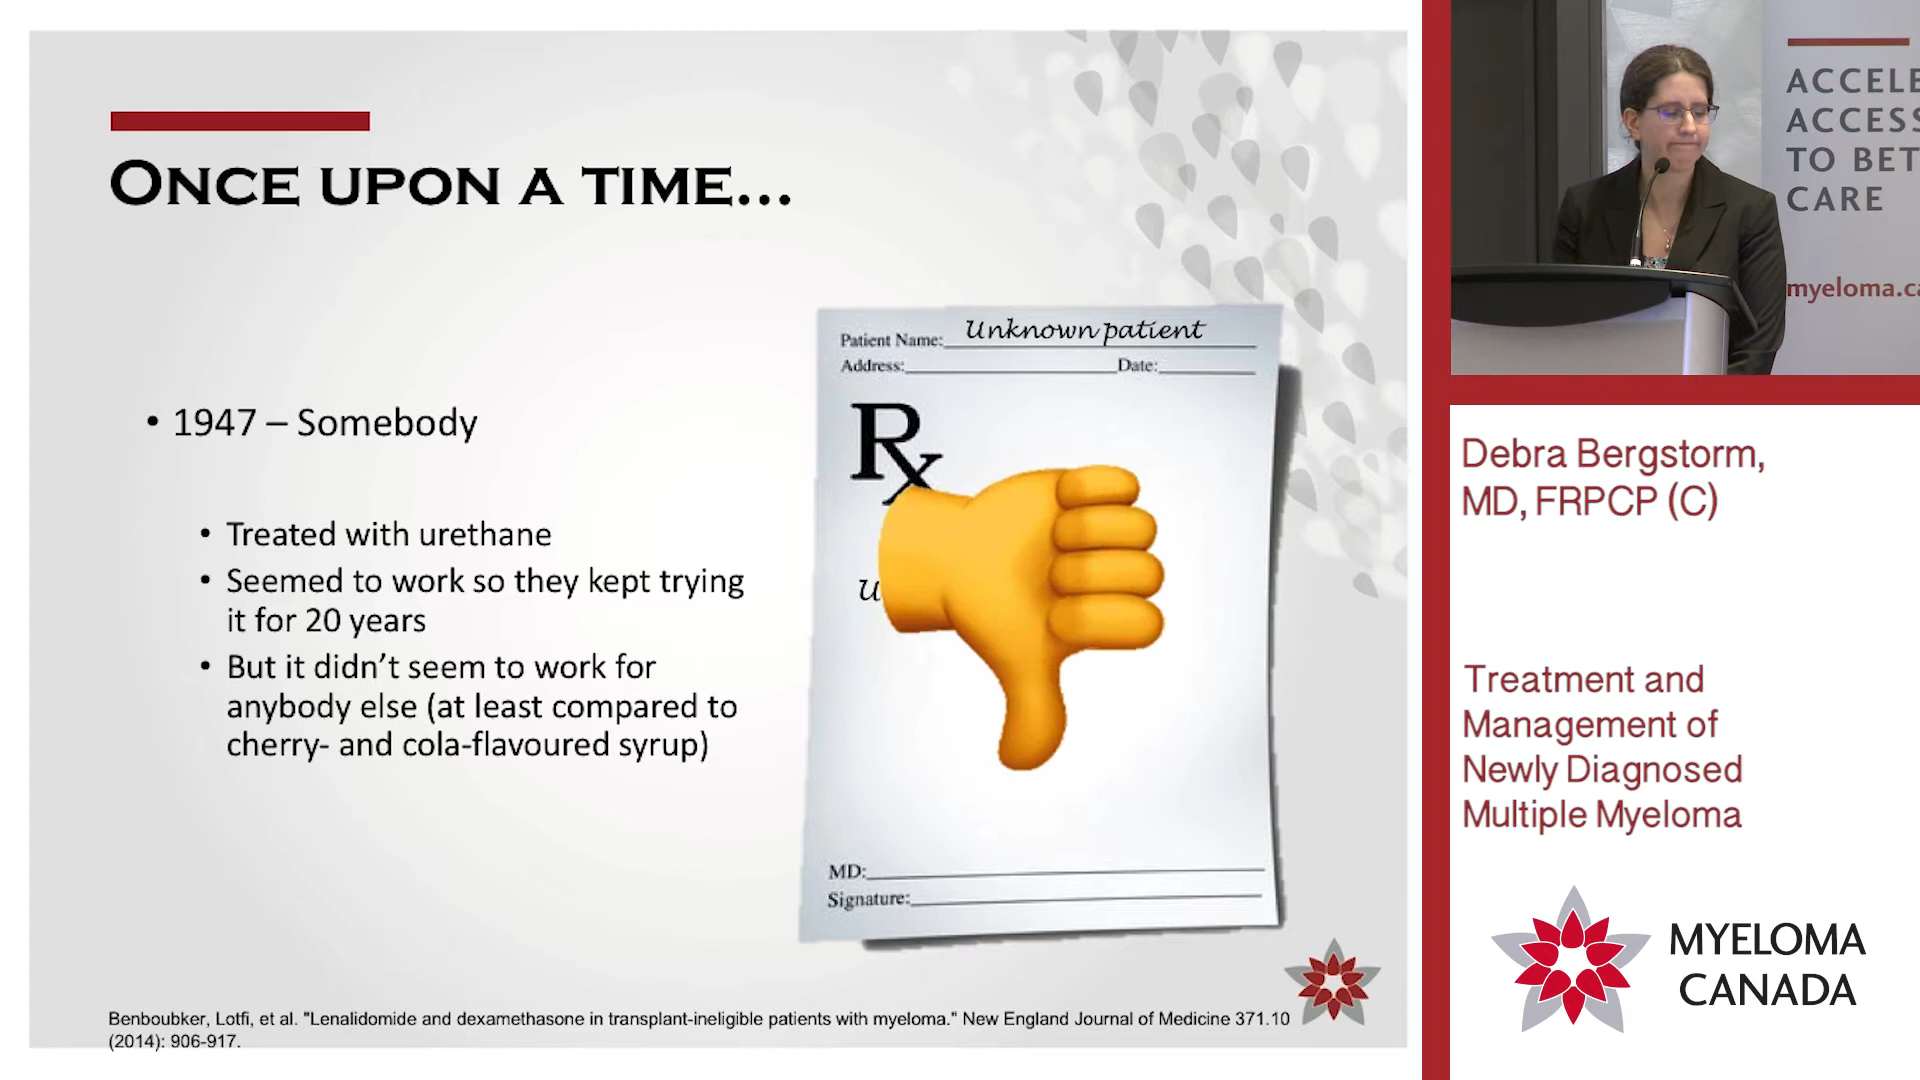 ONCE UPON A TIME...
• 1947 – Somebody
• Treated with urethane
• Seemed to work so they kept trying
it for 20 years
• But it didn't seem to work for
anybody else (at least compared to
cherry- and cola-flavoured syrup)
Patient Name: Unknown patient
Address: Date:
Rx
U
MD:
Signature:
Benboubker, Lotfi, et al. "Lenalidomide and dexamethasone in transplant-ineligible patients with myeloma." New England Journal of Medicine 371.10
(2014): 906-917.
ACCELE
ACCESS
TO BET
CARE
myeloma.ca
Debra Bergstorm,
MD, FRPCP (C)
Treatment and
Management of
Newly Diagnosed
Multiple Myeloma
MYELOMA
CANADA